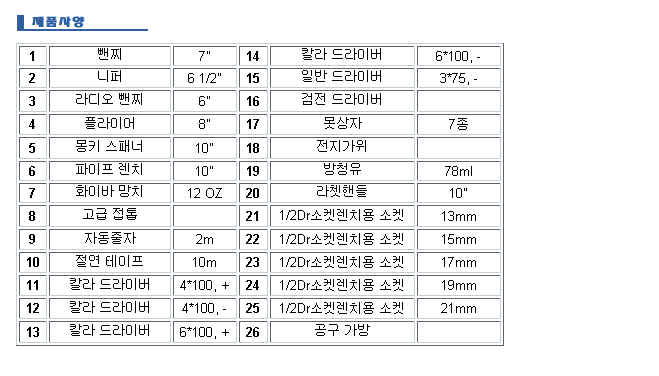 제품사양
1 뺀찌 7" 14 칼라 드라이버 6*100, -
2 니퍼 6 1/2" 15 일반 드라이버 3*75, -
3 라디오 뺀찌 6" 16 검전 드라이버
4 플라이어 8" 17 못상자 7종
5 몽키 스패너 10" 18 전지가위
6 파이프 렌치 10" 19 방청유 78ml
7 화이바 망치 12 OZ 20 라쳇핸들 10"
8 고급 접톱 21 1/2Dr소켓렌치용 소켓 13mm
9 자동줄자 2m 22 1/2Dr소켓렌치용 소켓 15mm
10 절연 테이프 10m 23 1/2Dr소켓렌치용 소켓 17mm
11 칼라 드라이버 4*100, + 24 1/2Dr소켓렌치용 소켓 19mm
12 칼라 드라이버 4*100, - 25 1/2Dr소켓렌치용 소켓 21mm
13 칼라 드라이버 6*100, + 26 공구 가방